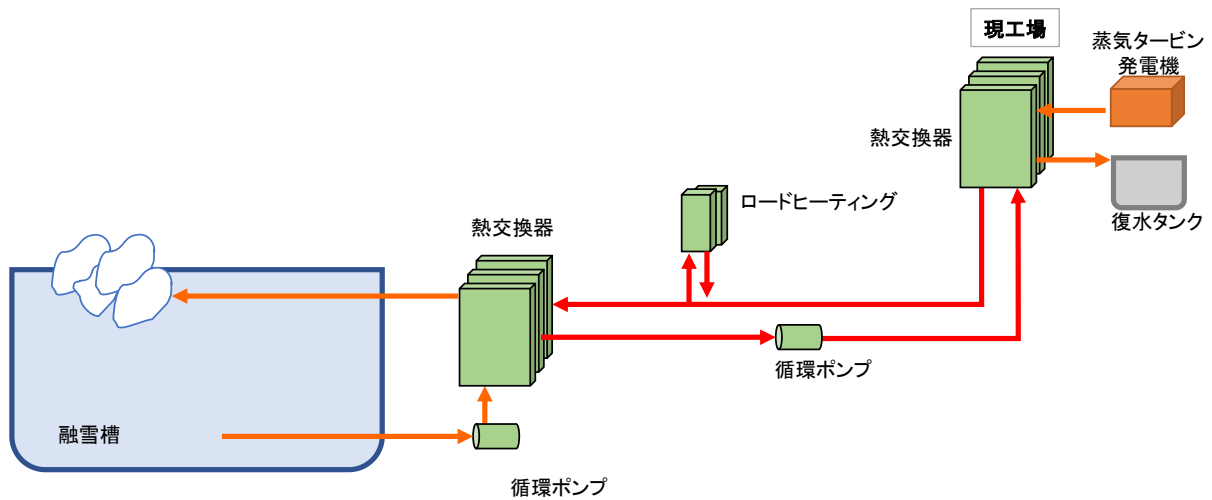 現工場
蒸気タービン
発電機
熱交換器
ロードヒーティング
復水タンク
熱交換器
循環ポンプ
融雪槽
循環ポンプ